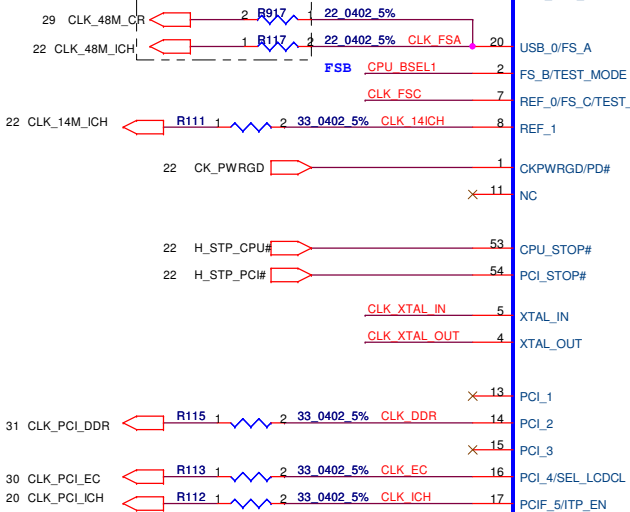 29 CLK_48M_CR 2 R917 1 22_0402_5%
22 CLK_48M_ICH 1 R117 2 22_0402_5% CLK_FSA 20 USB_0/FS_A
FSB CPU_BSEL1 2 FS_B/TEST_MODE
CLK_FSC 7 REF_0/FS_C/TEST_
22 CLK_14M_ICH R111 1 2 33_0402_5% CLK_14ICH 8 REF_1
22 CK_PWRGD 1 CKPWRGD/PD#
11 NC
22 H_STP_CPU# 53 CPU_STOP#
22 H_STP_PCI# 54 PCI_STOP#
CLK_XTAL_IN 5 XTAL_IN
CLK_XTAL_OUT 4 XTAL_OUT
13 PCI_1
31 CLK_PCI_DDR R115 1 2 33_0402_5% CLK_DDR 14 PCI_2
15 PCI_3
30 CLK_PCI_EC R113 1 2 33_0402_5% CLK_EC 16 PCI_4/SEL_LCDCL
20 CLK_PCI_ICH R112 1 2 33_0402_5% CLK_ICH 17 PCIF_5/ITP_EN